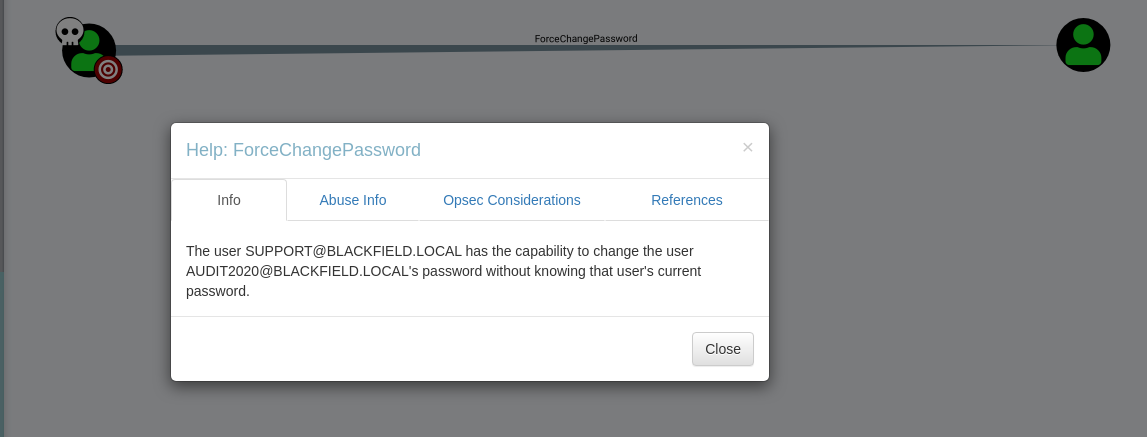 ForceChangePassword
Help: ForceChangePassword
×
Info
Abuse Info
Opsec Considerations
References
The user SUPPORT@BLACKFIELD.LOCAL has the capability to change the user
AUDIT2020@BLACKFIELD.LOCAL's password without knowing that user's current
password.
Close